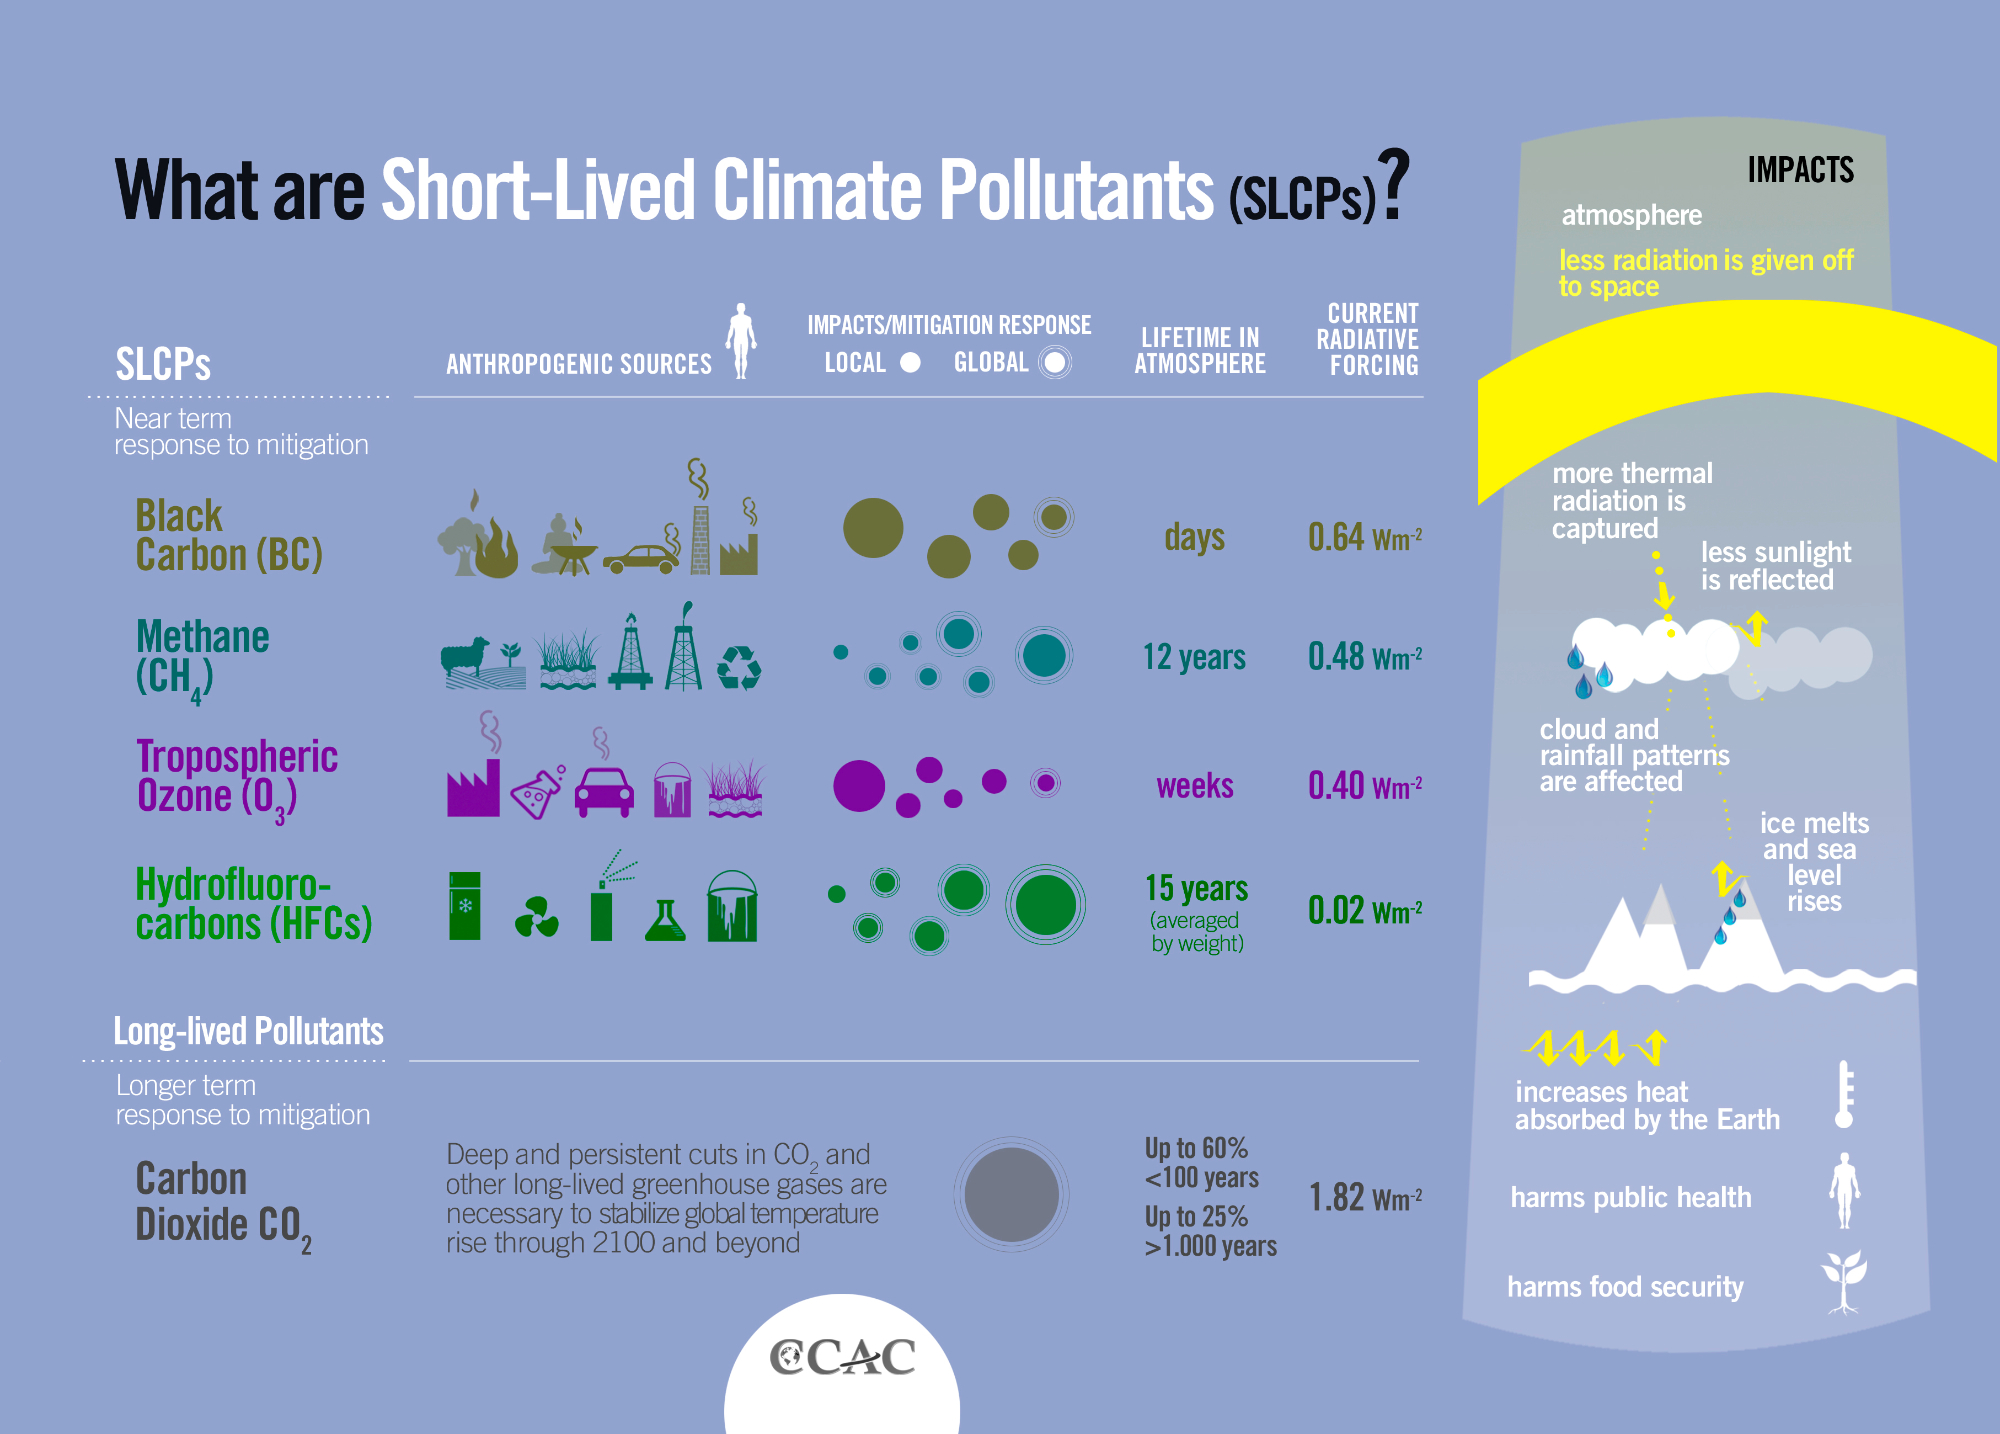 What are Short-Lived Climate Pollutants (SLCPs)?
SLCPs
ANTHROPOGENIC SOURCES
IMPACTS/MITIGATION RESPONSE
LOCAL GLOBAL
LIFETIME IN
ATMOSPHERE
CURRENT
RADIATIVE
FORCING
Near term
response to mitigation
Black
Carbon (BC)
days
0.64 Wm⁻²
Methane
(CH₄)
12 years
0.48 Wm⁻²
Tropospheric
Ozone (O₃)
weeks
0.40 Wm⁻²
Hydrofluoro-
carbons (HFCs)
15 years
(averaged
by weight)
0.02 Wm⁻²
Long-lived Pollutants
Longer term
response to mitigation
Carbon
Dioxide CO₂
Deep and persistent cuts in CO₂ and
other long-lived greenhouse gases are
necessary to stabilize global temperature
rise through 2100 and beyond
Up to 60%
<100 years
Up to 25%
>1.000 years
1.82 Wm⁻²
CCAC
IMPACTS
atmosphere
less radiation is given off
to space
more thermal
radiation is
captured
less sunlight
is reflected
cloud and
rainfall patterns
are affected
ice melts
and sea
level
rises
increases heat
absorbed by the Earth
harms public health
harms food security